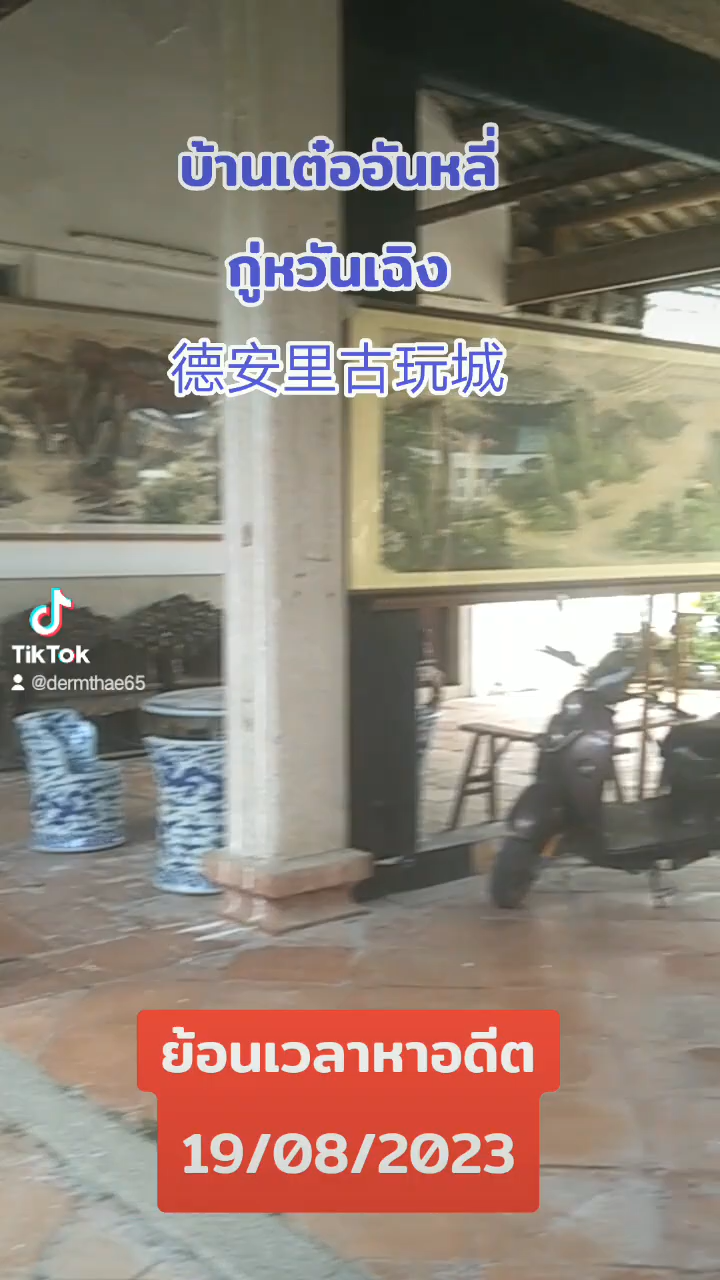 บ้านเต๋ออันหลี่
กู่หวันเฉิง
德安里古玩城
TikTok
@dermthae65
ย้อนเวลาหาอดีต
19/08/2023